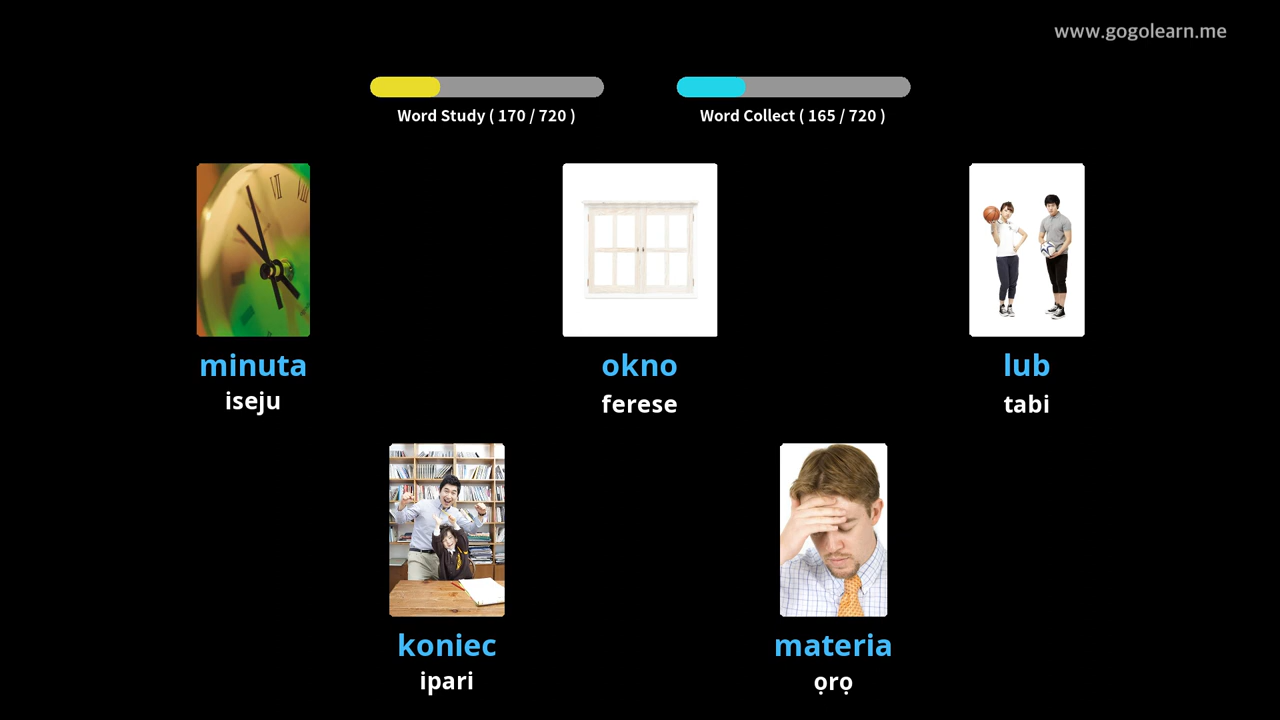 www.gogolearn.me
Word Study ( 170 / 720 )
Word Collect ( 165 / 720 )
minuta
iseju
okno
ferese
lub
tabi
koniec
ipari
materia
ọrọ